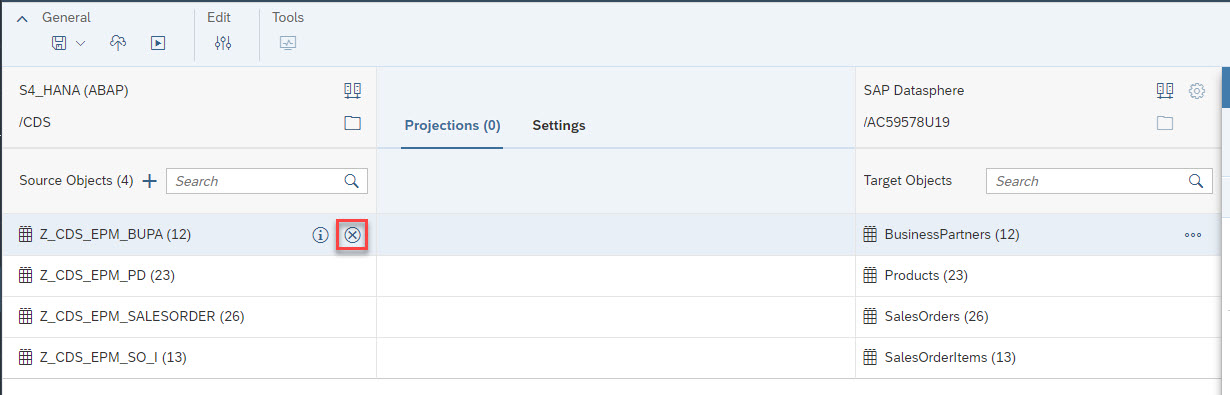 General Edit Tools
S4_HANA (ABAP)
/CDS
Projections (0) Settings
SAP Datasphere
/AC59578U19
Source Objects (4) Search
Target Objects Search
Z_CDS_EPM_BUPA (12) BusinessPartners (12)
Z_CDS_EPM_PD (23) Products (23)
Z_CDS_EPM_SALESORDER (26) SalesOrders (26)
Z_CDS_EPM_SO_I (13) SalesOrderItems (13)